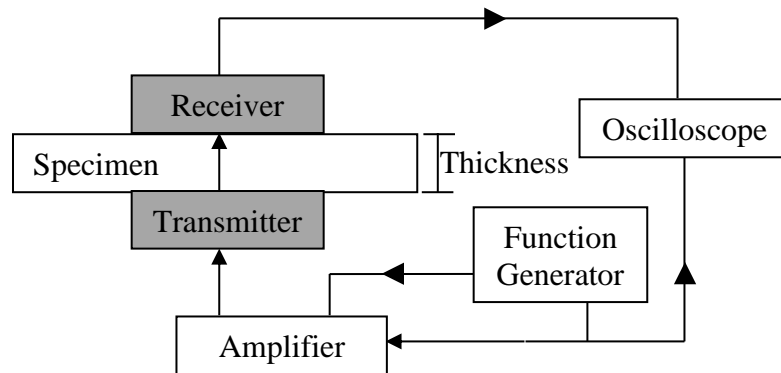 Receiver
Oscilloscope
Specimen
Thickness
Transmitter
Function
Generator
Amplifier